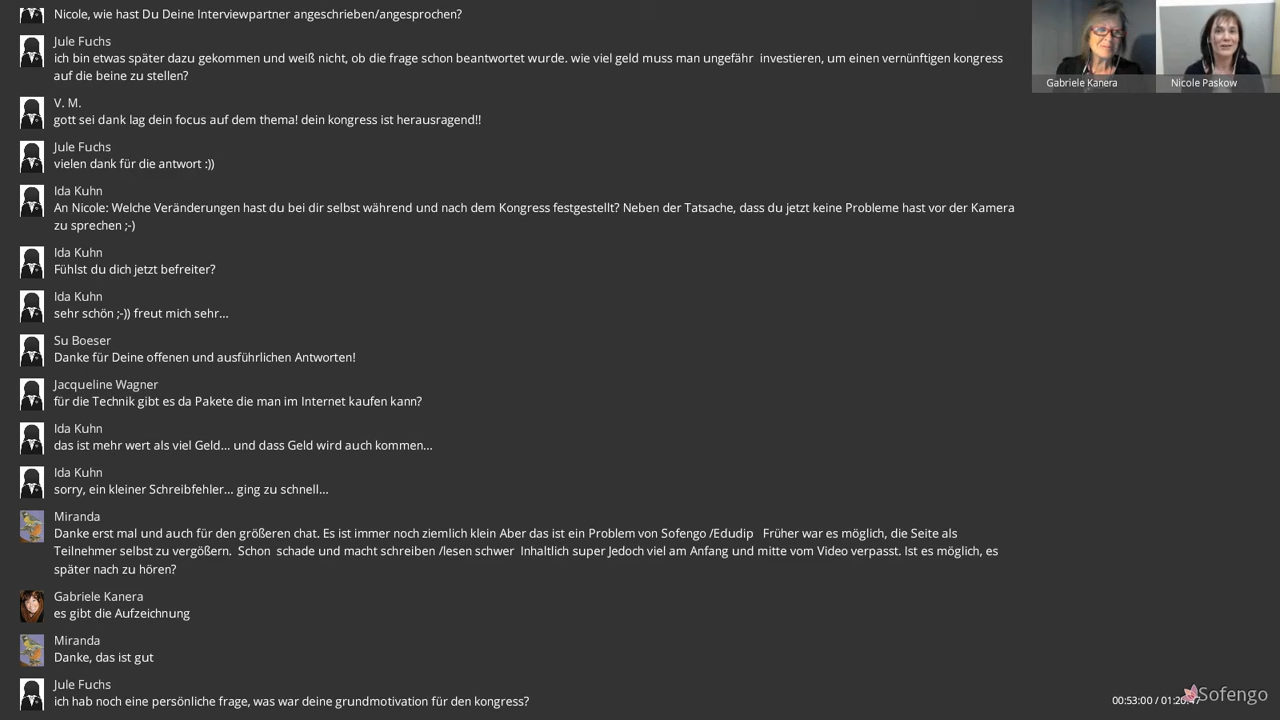 Nicole, wie hast Du Deine Interviewpartner angeschrieben/angesprochen?
Jule Fuchs
ich bin etwas später dazu gekommen und weiß nicht, ob die frage schon beantwortet wurde. wie viel geld muss man ungefähr investieren, um einen vernünftigen kongress
auf die beine zu stellen?
V. M.
gott sei dank lag dein focus auf dem thema! dein kongress ist herausragend!!
Jule Fuchs
vielen dank für die antwort :))
Ida Kuhn
An Nicole: Welche Veränderungen hast du bei dir selbst während und nach dem Kongress festgestellt? Neben der Tatsache, dass du jetzt keine Probleme hast vor der Kamera
zu sprechen ;-)
Ida Kuhn
Fühlst du dich jetzt befreiter?
Ida Kuhn
sehr schön ;-)) freut mich sehr...
Su Boeser
Danke für Deine offenen und ausführlichen Antworten!
Jacqueline Wagner
für die Technik gibt es da Pakete die man im Internet kaufen kann?
Ida Kuhn
das ist mehr wert als viel Geld... und dass Geld wird auch kommen...
Ida Kuhn
sorry, ein kleiner Schreibfehler... ging zu schnell...
Miranda
Danke erst mal und auch für den größeren chat. Es ist immer noch ziemlich klein Aber das ist ein Problem von Sofengo /Edudip Früher war es möglich, die Seite als
Teilnehmer selbst zu vergößern. Schon schade und macht schreiben /lesen schwer Inhaltlich super Jedoch viel am Anfang und mitte vom Video verpasst. Ist es möglich, es
später nach zu hören?
Gabriele Kanera
es gibt die Aufzeichnung
Miranda
Danke, das ist gut
Jule Fuchs
ich hab noch eine persönliche frage, was war deine grundmotivation für den kongress?
Gabriele Kanera
Nicole Paskow
00:53:00 /
Sofengo